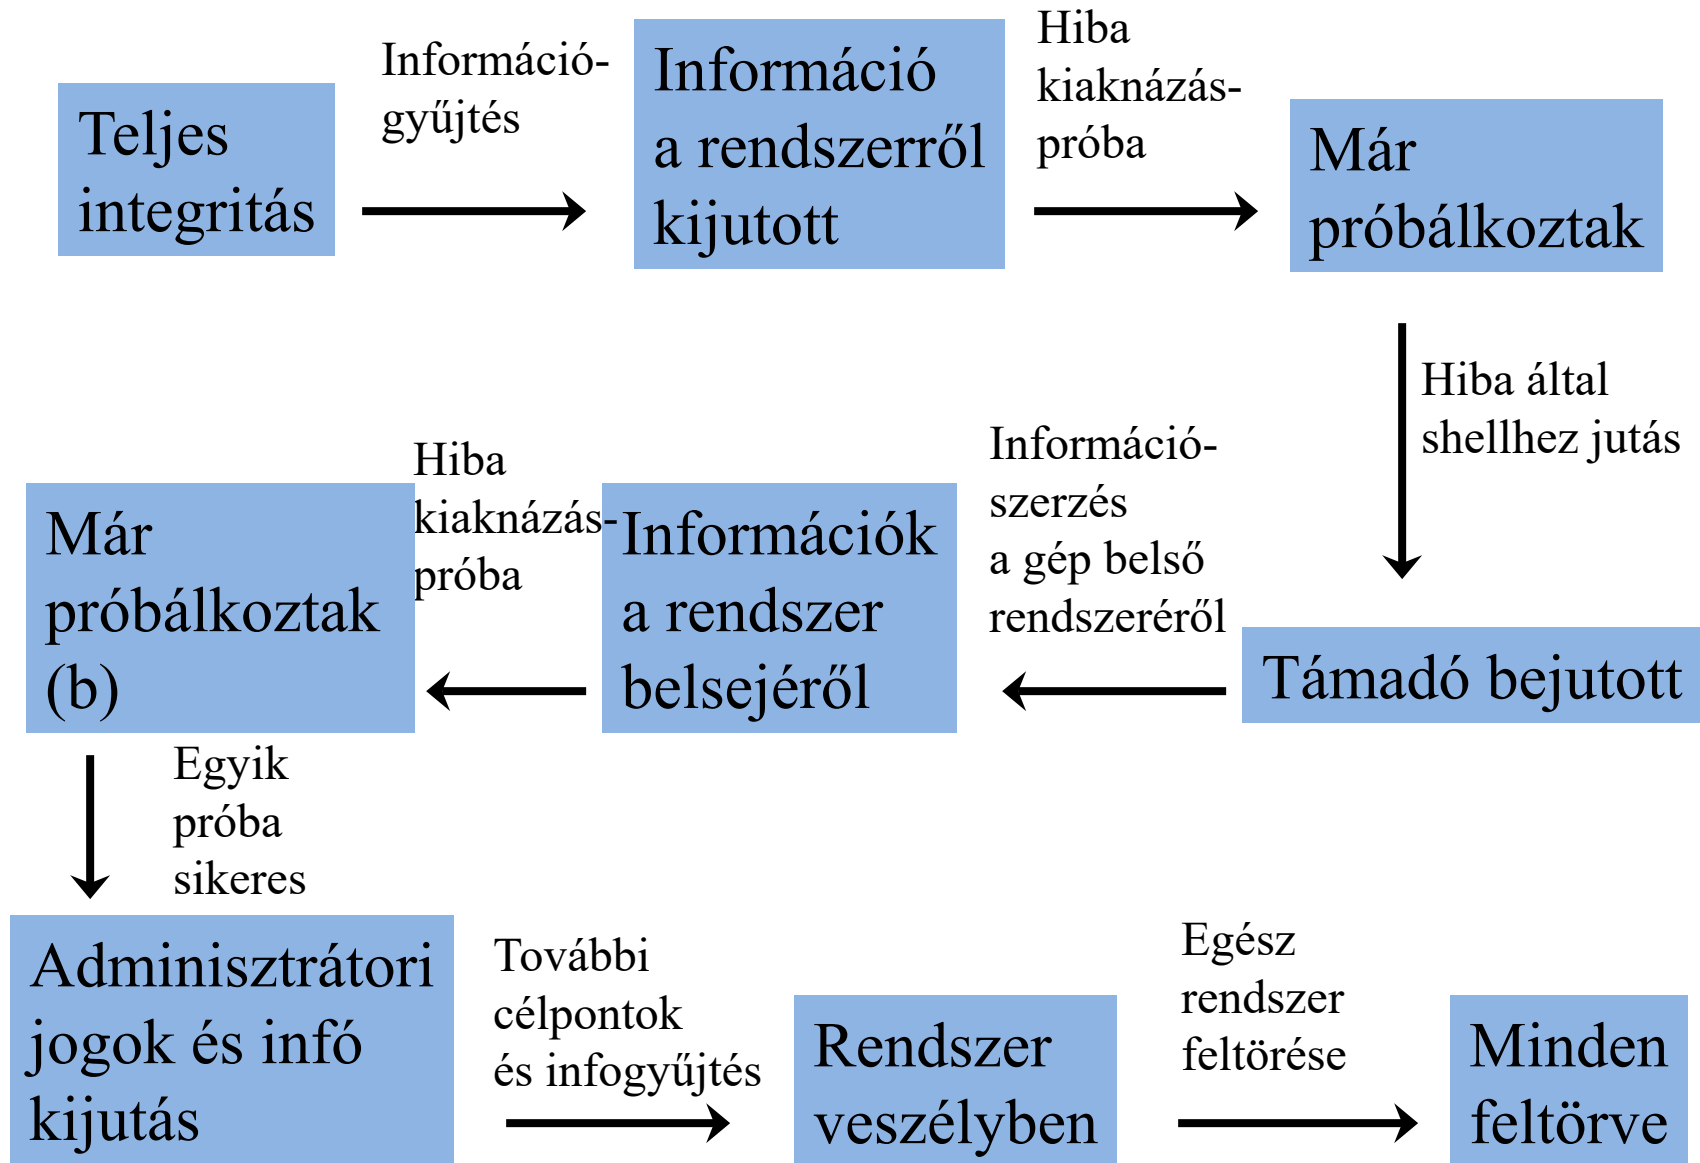 Teljes
integritás
Információ-
gyűjtés
Információ
a rendszerről
kijutott
Hiba
kiaknázás-
próba
Már
próbálkoztak
Hiba által
shellhez jutás
Támadó bejutott
Információ-
szerzés
a gép belső
rendszeréről
Információk
a rendszer
belsejéről
Hiba
kiaknázás-
próba
Már
próbálkoztak
(b)
Egyik
próba
sikeres
Adminisztrátori
jogok és infó
kijutás
További
célpontok
és infogyűjtés
Rendszer
veszélyben
Egész
rendszer
feltörése
Minden
feltörve